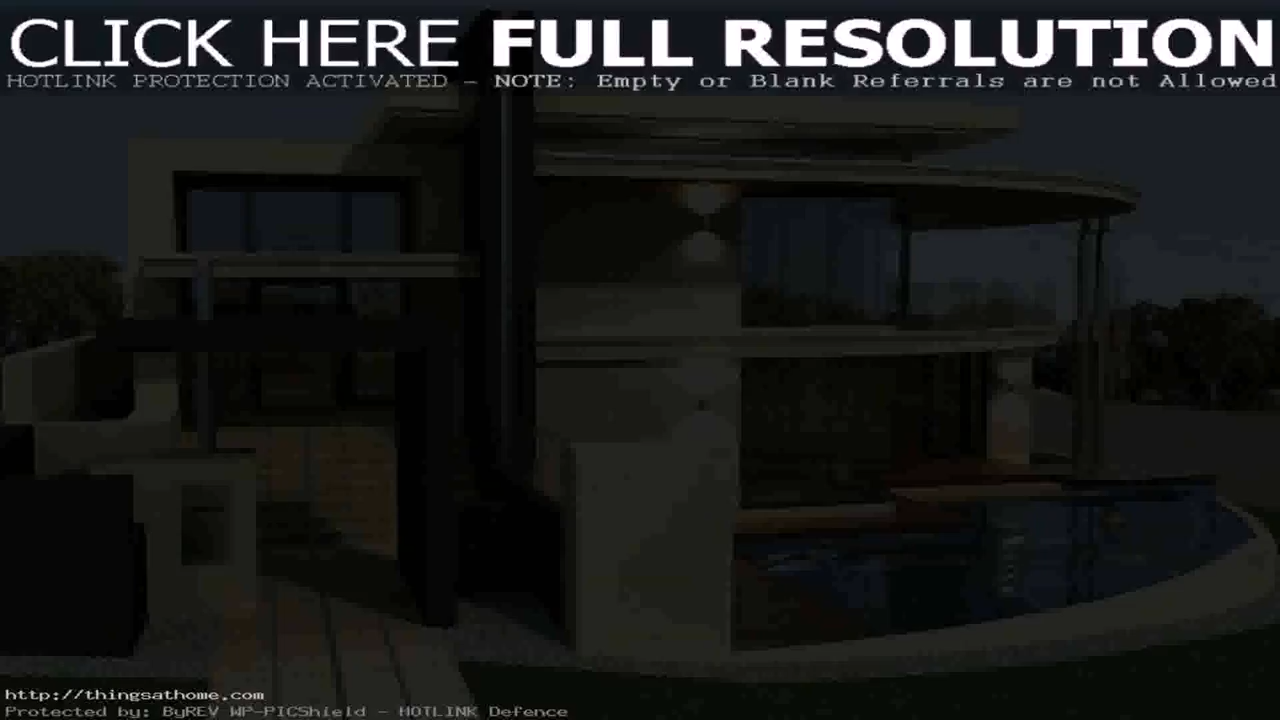 CLICK HERE FULL RESOLUTION
HOTLINK PROTECTION ACTIVATED - NOTE: Empty or Blank Referrals are not Allowed
http://thingsathome.com
Protected by: ByREV WP-PICShield - HOTLINK Defence